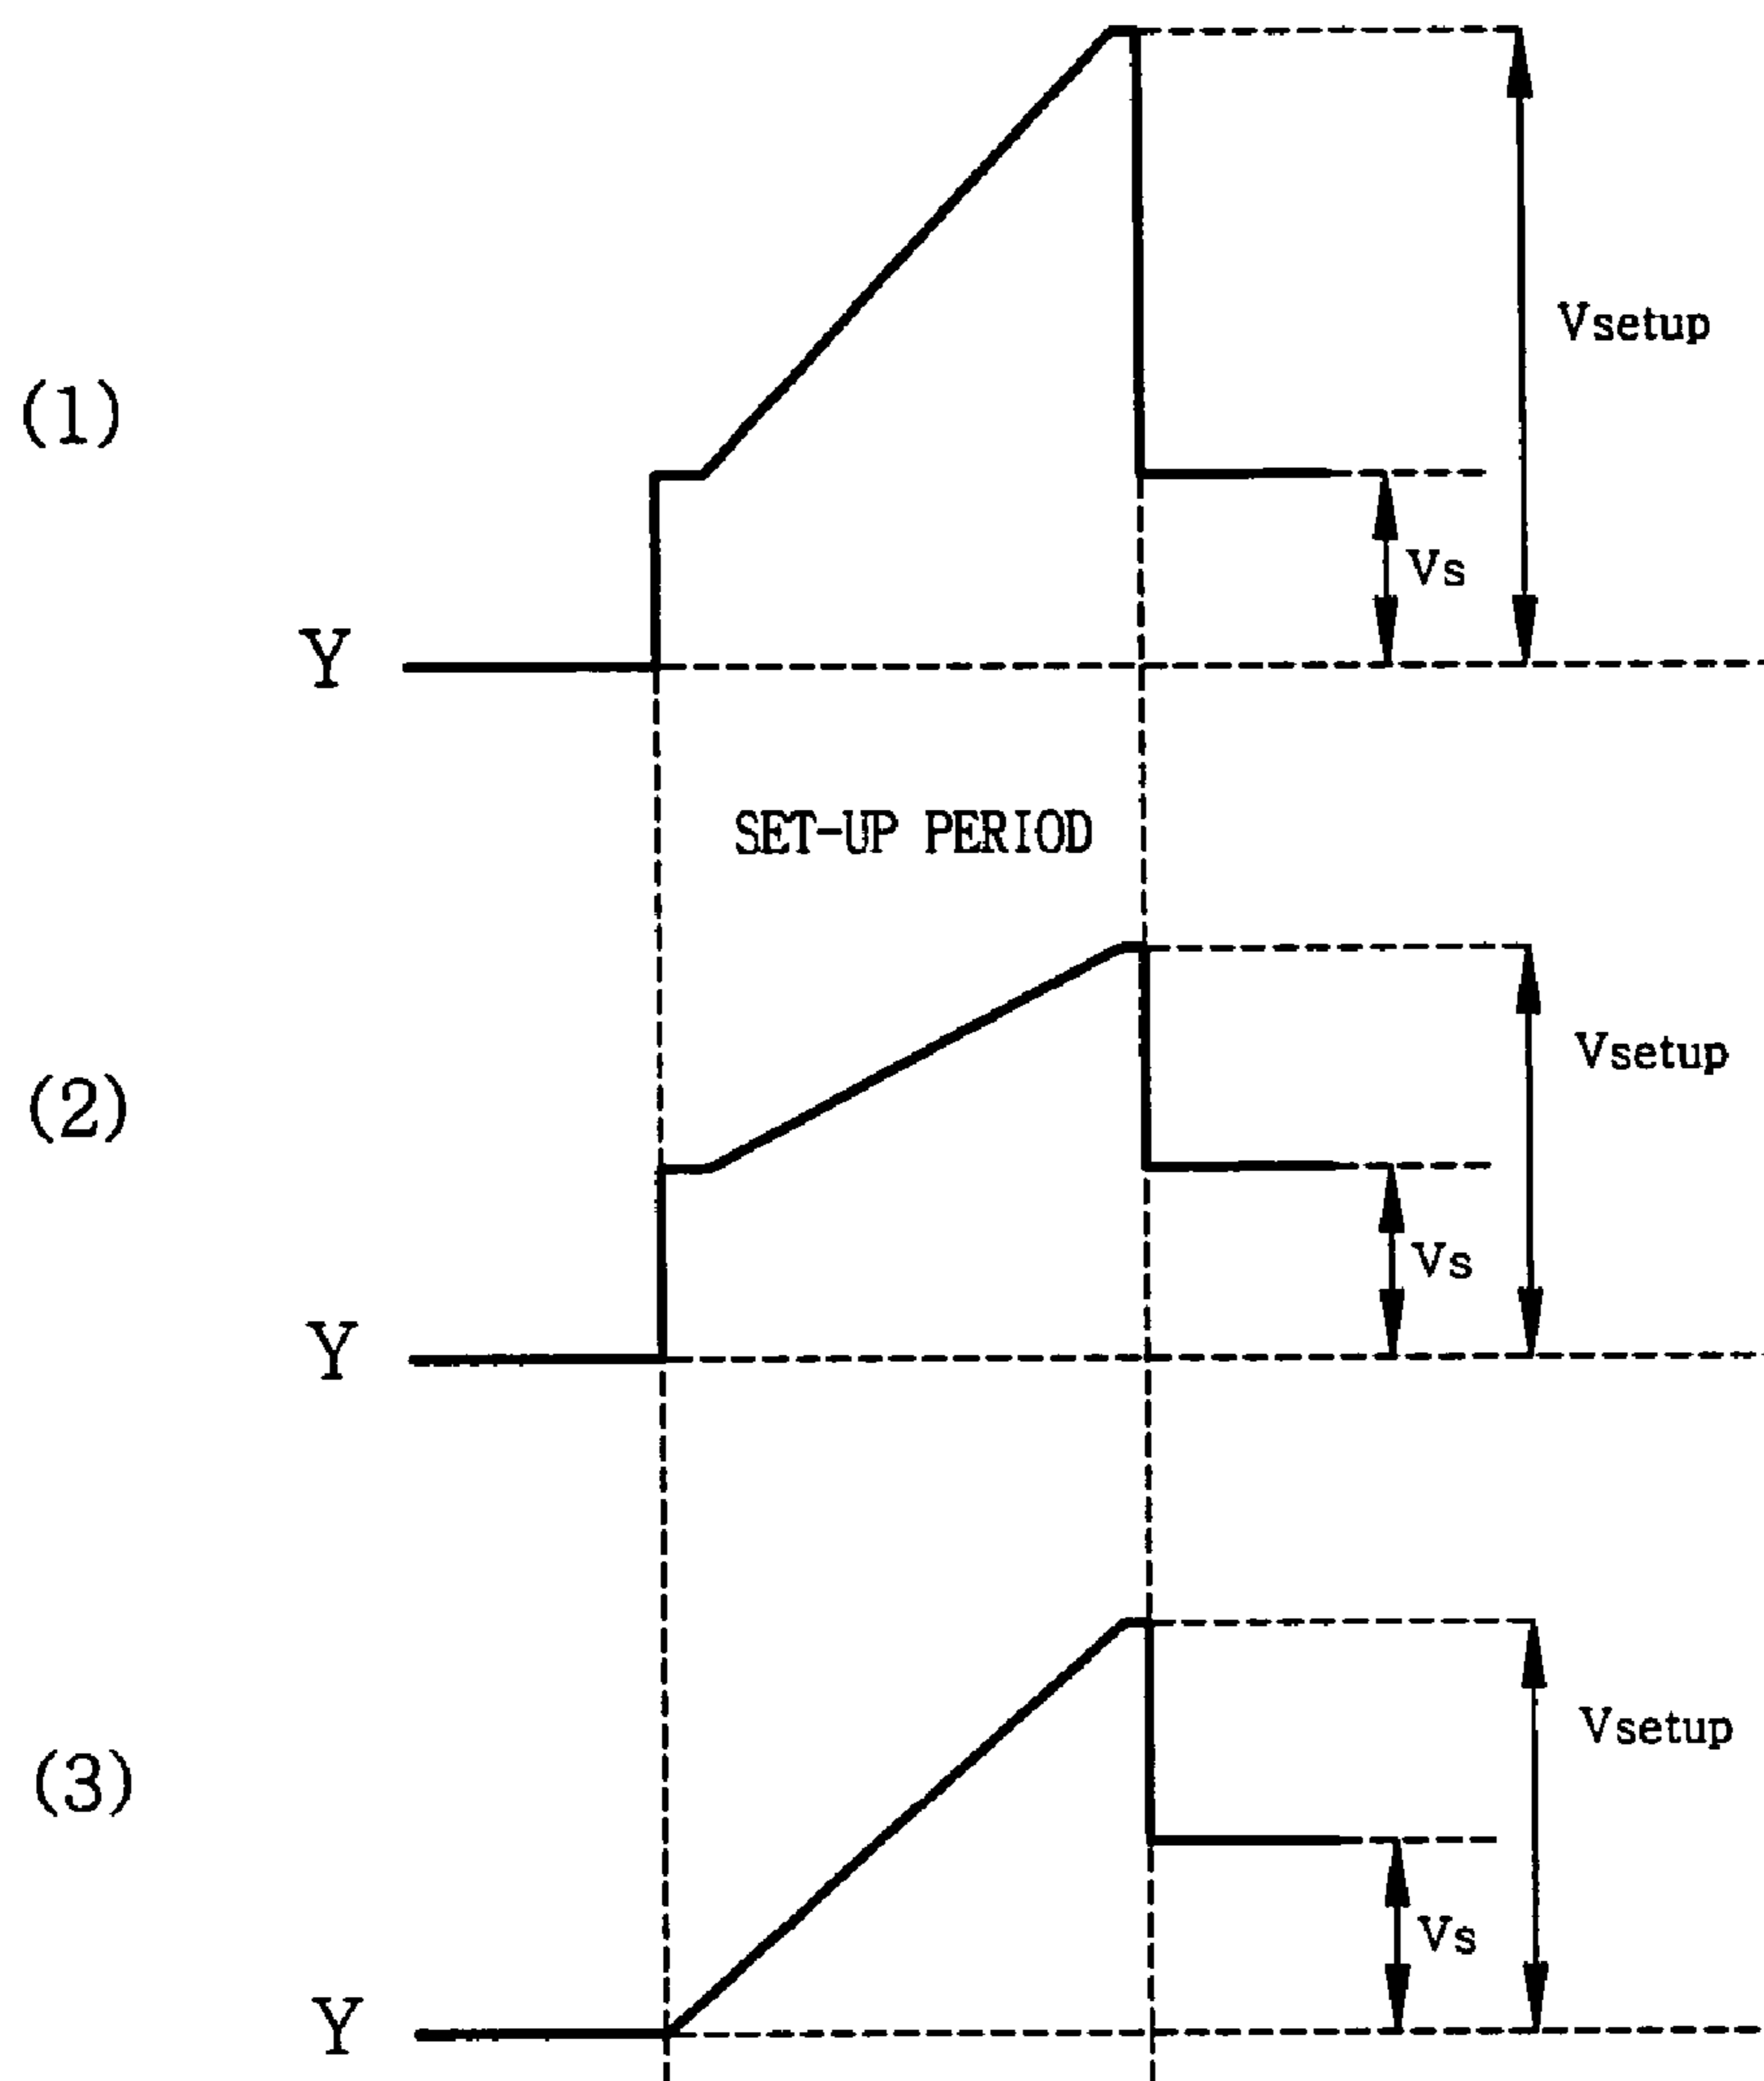 (1)
Vsetup
Vs
Y
SET-UP PERIOD
(2)
Vsetup
Vs
Y
(3)
Vsetup
Vs
Y